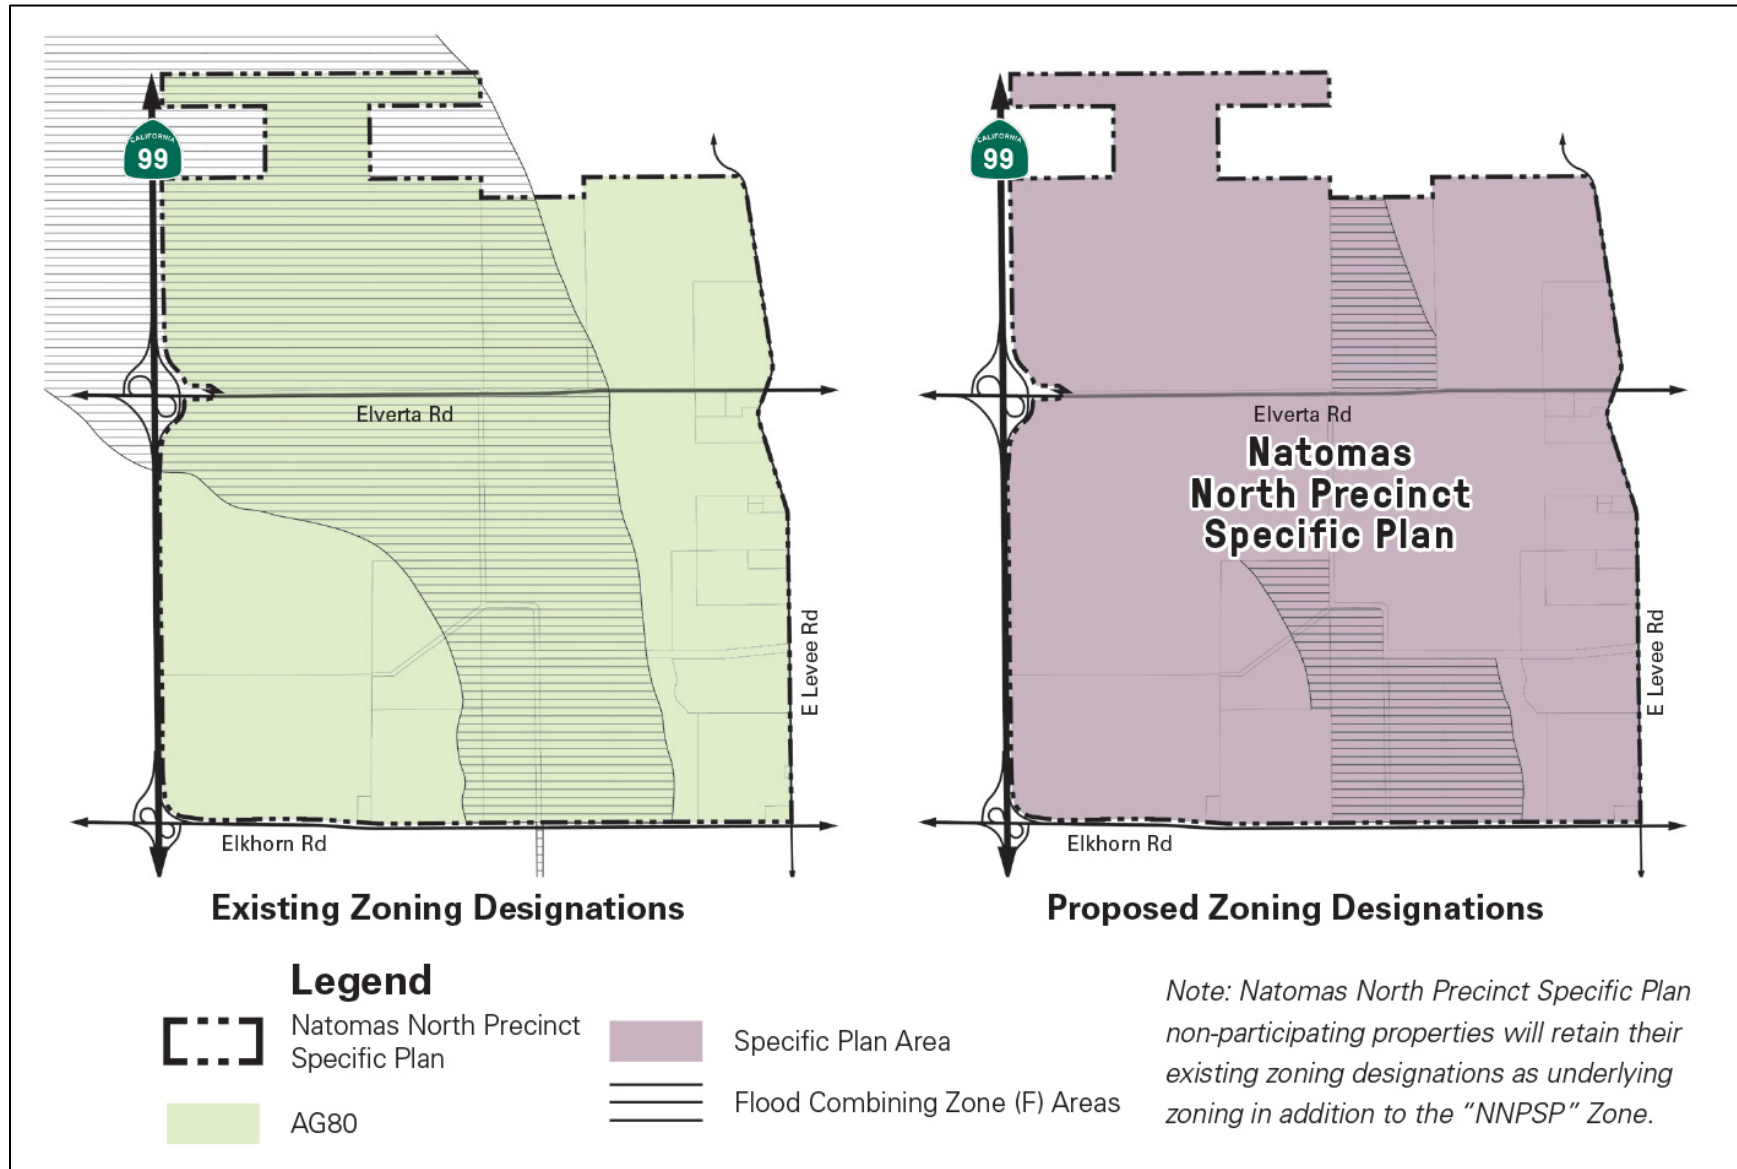 CALIFORNIA
99
Elverta Rd
E Levee Rd
Elkhorn Rd
Existing Zoning Designations
CALIFORNIA
99
Elverta Rd
Natomas
North Precinct
Specific Plan
E Levee Rd
Elkhorn Rd
Proposed Zoning Designations
Legend
Natomas North Precinct
Specific Plan
AG80
Specific Plan Area
Flood Combining Zone (F) Areas
Note: Natomas North Precinct Specific Plan
non-participating properties will retain their
existing zoning designations as underlying
zoning in addition to the “NNPSP” Zone.